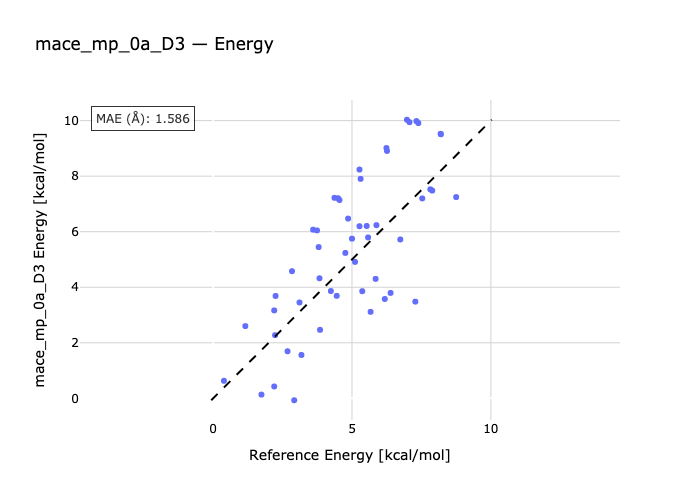 mace_mp_0a_D3 — Energy
MAE (Å): 1.586
mace_mp_0a_D3 Energy [kcal/mol]
10
8
6
4
2
0
0
5
10
Reference Energy [kcal/mol]